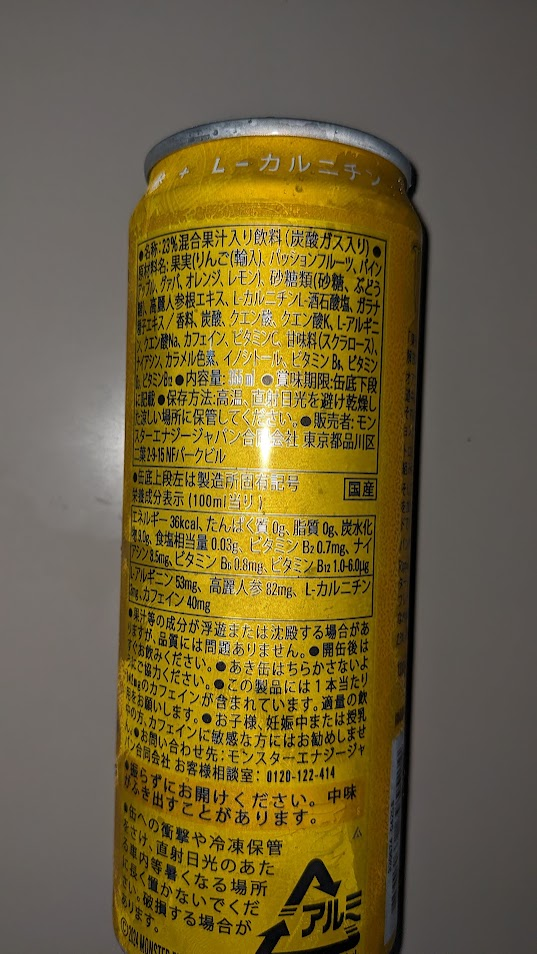 + L-カルニチン
●名称:23%混合果汁入り飲料(炭酸ガス入り)●
原材料名:果実(りんご(輸入)、パッションフルーツ、パイン
アップル、グァバ、オレンジ、レモン)、砂糖類(砂糖、ぶどう
糖)、高麗人参根エキス、L-カルニチンL-酒石酸塩、ガラナ
種子エキス/香料、炭酸、クエン酸、クエン酸K、L-アルギニ
ン、クエン酸Na、カフェイン、ビタミンC、甘味料(スクラロース)、
ナイアシン、カラメル色素、イノシトール、ビタミンB₆、ビタミン
B₂、ビタミンB₁₂●内容量:355ml ●賞味期限:缶底下段
に記載●保存方法:高温、直射日光を避け乾燥し
た涼しい場所に保管してください。●販売者:モン
スターエナジージャパン合同会社 東京都品川区
二葉2-9-15 NFパークビル
●缶底上段左は製造所固有記号
国産
栄養成分表示(100ml当り)
エネルギー36kcal、たんぱく質0g、脂質0g、炭水化
物9.0g、食塩相当量0.03g、ビタミンB₂ 0.7mg、ナイ
アシン8.5mg、ビタミンB₆ 0.8mg、ビタミンB₁₂ 1.0-6.0μg
L-アルギニン53mg、高麗人参82mg、L-カルニチン
mg、カフェイン40mg
●果汁等の成分が浮遊または沈殿する場合があ
りますが、品質には問題ありません。●開缶後は
すぐお飲みください。●あき缶はちらかさないよ
うにご協力ください。●この製品には1本当たり
142mgのカフェインが含まれています。適量の飲
用をお願いします。●お子様、妊娠中または授乳
中の方、カフェインに敏感な方にはお勧めしませ
ん。●お問い合わせ先:モンスターエナジージャ
パン合同会社 お客様相談室:0120-122-414
●振らずにお開けください。中味
がふき出すことがあります。
●缶への衝撃や冷凍保管
をさけ、直射日光のあた
る車内等暑くなる場所
に長く置かないでくだ
さい。破損する場合が
あります。
アルミ
©2024 MONSTER